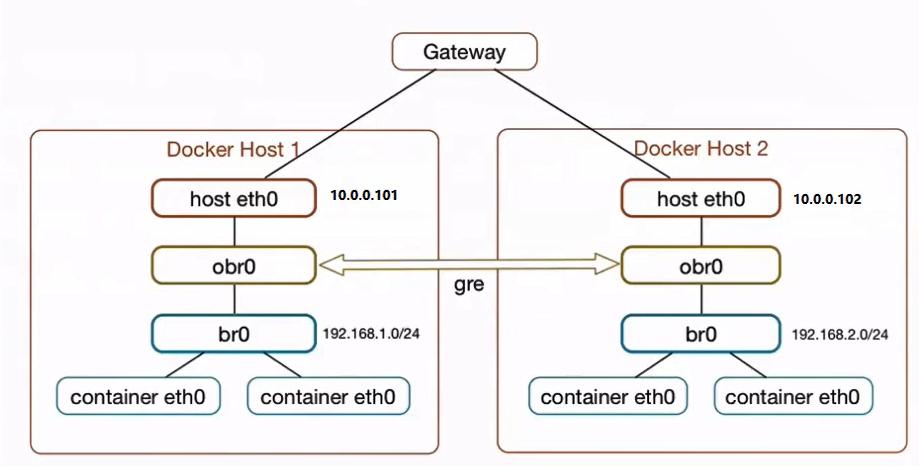 Gateway
Docker Host 1
Docker Host 2
host eth0
10.0.0.101
host eth0
10.0.0.102
obr0
obr0
gre
br0
192.168.1.0/24
br0
192.168.2.0/24
container eth0
container eth0
container eth0
container eth0